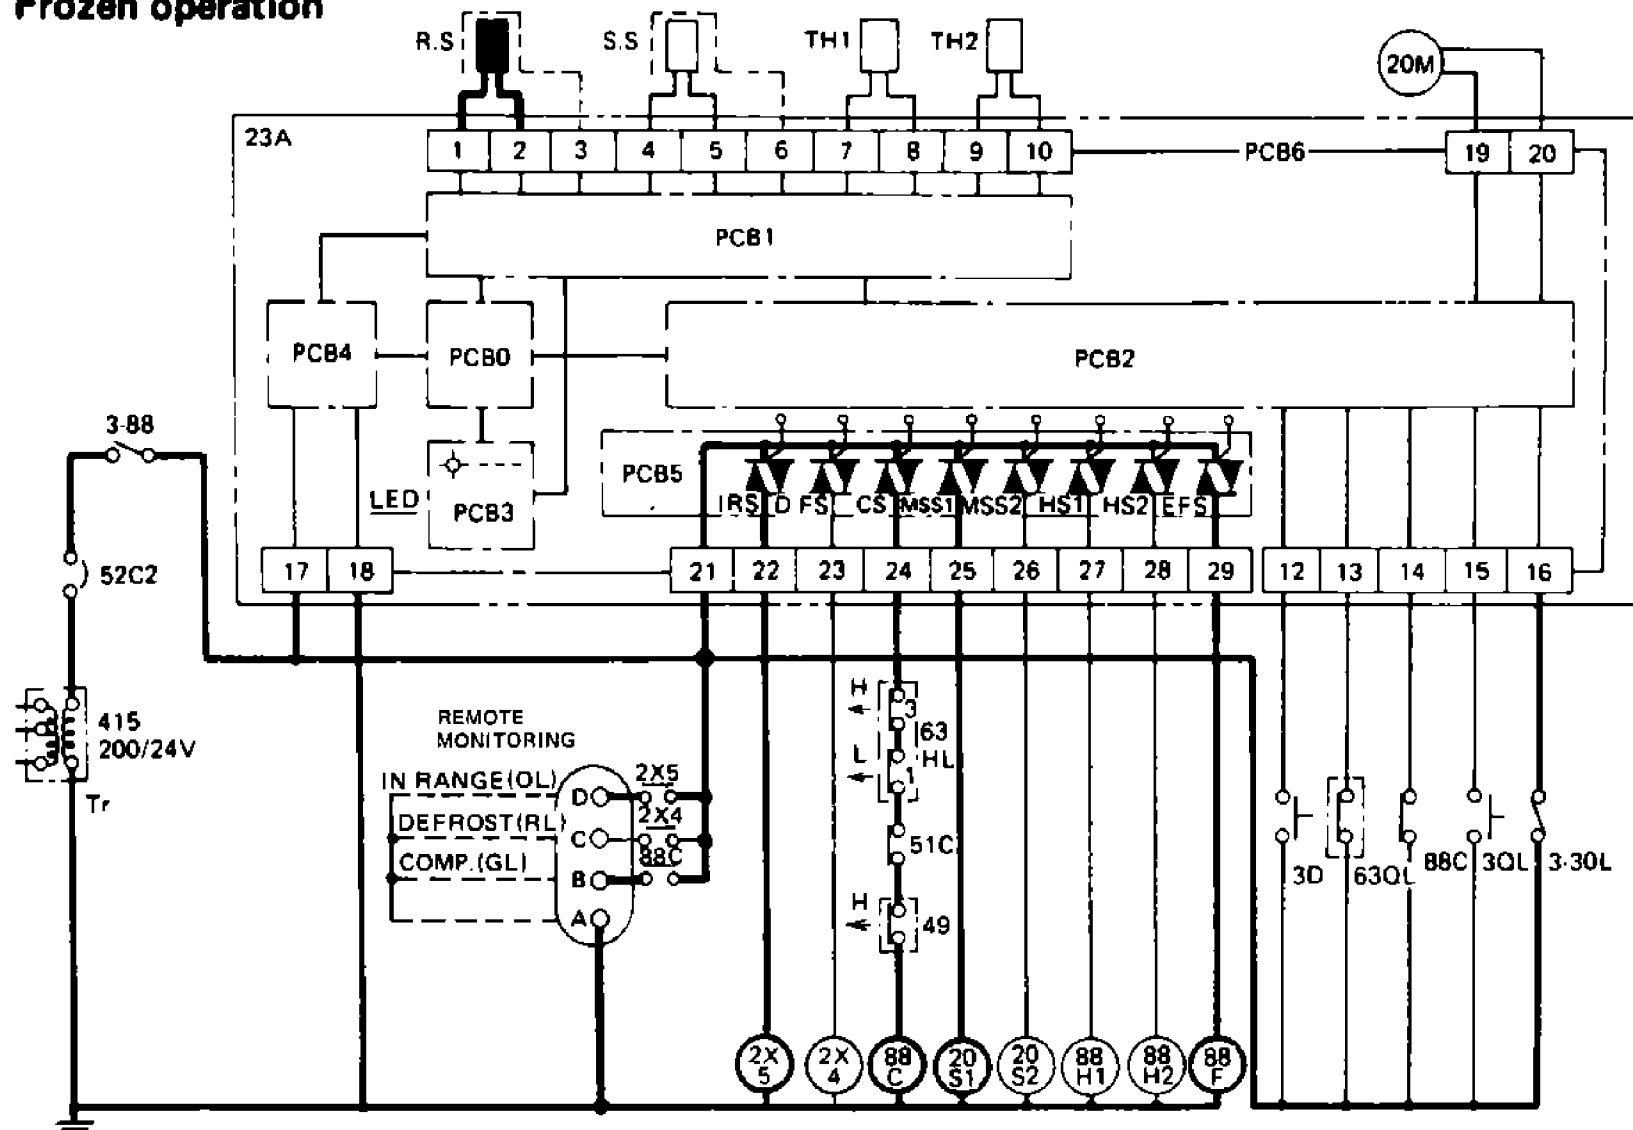 Frozen operation
R.S S.S TH1 TH2 20M
23A
1 2 3 4 5 6 7 8 9 10 PCB6 19 20
PCB1
PCB4 PCB0 PCB2
3-88
LED PCB3
PCB5
IRS D FS CS MSS1 MSS2 HS1 HS2 EFS
52C2
17 18 21 22 23 24 25 26 27 28 29 12 13 14 15 16
415
200/24V
Tr
REMOTE
MONITORING
IN RANGE(OL) D 2X5
DEFROST(RL) C 2X4
COMP.(GL) B 88C
A
H 3
63
L HL
1
51C
H 49
3D 63QL 88C 3QL 3-30L
2X 2X 88 20 20 88 88 88
5 4 C S1 S2 H1 H2 F